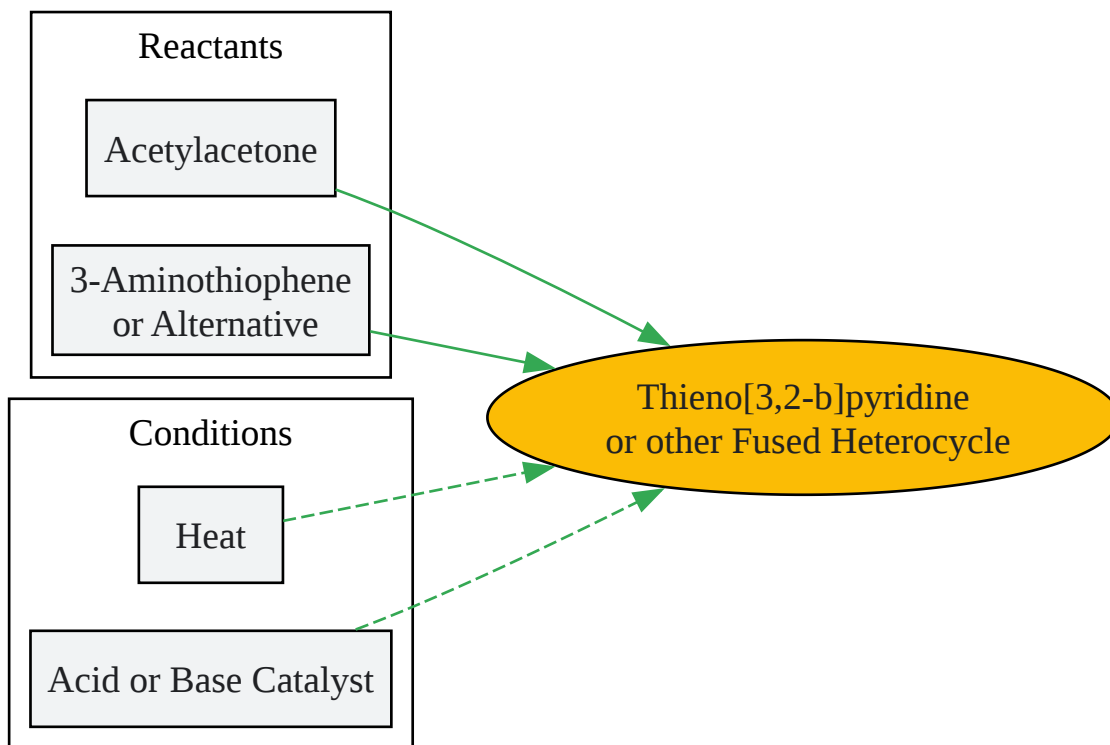 Reactants
Acetylacetone
3-Aminothiophene
or Alternative
Conditions
Heat
Acid or Base Catalyst
Thieno[3,2-b]pyridine
or other Fused Heterocycle